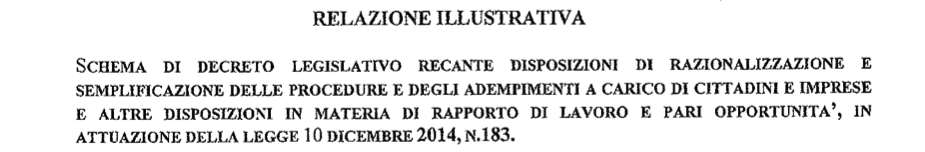 RELAZIONE ILLUSTRATIVA
SCHEMA DI DECRETO LEGISLATIVO RECANTE DISPOSIZIONI DI RAZIONALIZZAZIONE E
SEMPLIFICAZIONE DELLE PROCEDURE E DEGLI ADEMPIMENTI A CARICO DI CITTADINI E IMPRESE
E ALTRE DISPOSIZIONI IN MATERIA DI RAPPORTO DI LAVORO E PARI OPPORTUNITA’, IN
ATTUAZIONE DELLA LEGGE 10 DICEMBRE 2014, N.183.